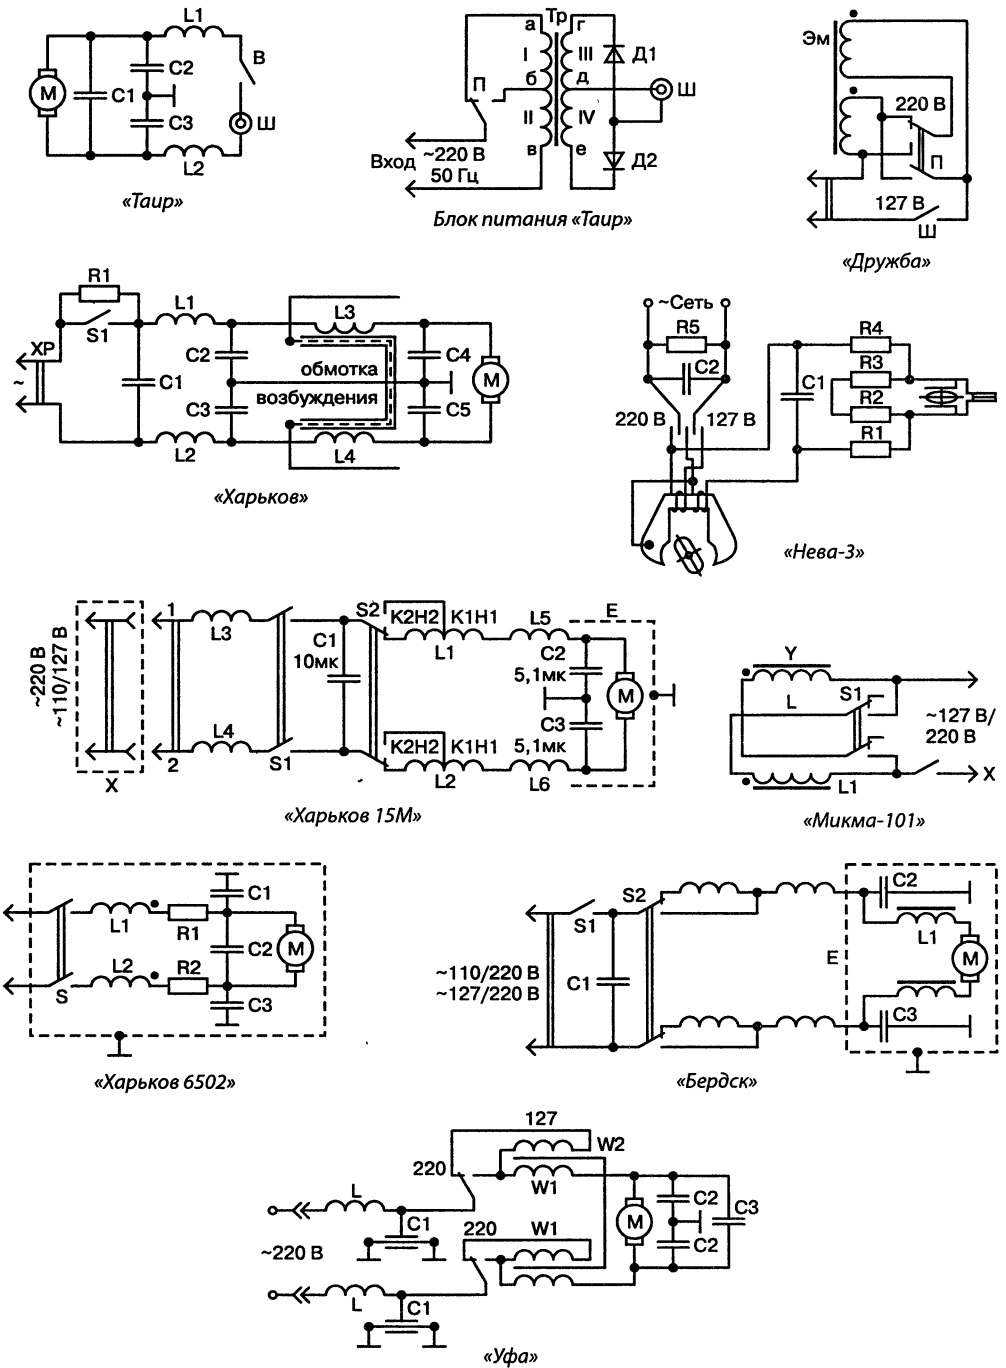 L1
В
C2
M
C1
C3
Ш
L2
«Таир»
Тр
а
г
I
III
Д1
П
б
д
Ш
II
IV
в
е
Вход
~220 В
50 Гц
Д2
Блок питания «Таир»
Эм
220 В
П
127 В
Ш
«Дружба»
R1
L1
S1
L3
XP
C2
C4
~
C1
обмотка
M
C3
возбуждения
C5
L2
L4
«Харьков»
~Сеть
R5
R4
C2
R3
C1
220 В
127 В
R2
R1
«Нева-3»
~220 В
~110/127 В
X
1
L3
L4
2
S1
C1
10мк
S2
K2H2
K1H1
L1
L5
E
C2
5,1мк
M
C3
5,1мк
K2H2
K1H1
L2
L6
«Харьков 15М»
Y
L
S1
~127 В/
220 В
L1
X
«Микма-101»
C1
L1
R1
C2
M
L2
R2
S
C3
«Харьков 6502»
S2
C2
S1
L1
~110/220 В
~127/220 В
C1
E
M
C3
«Бердск»
127
W2
220
W1
L
C2
C3
C1
M
220
W1
C2
~220 В
L
C1
«Уфа»